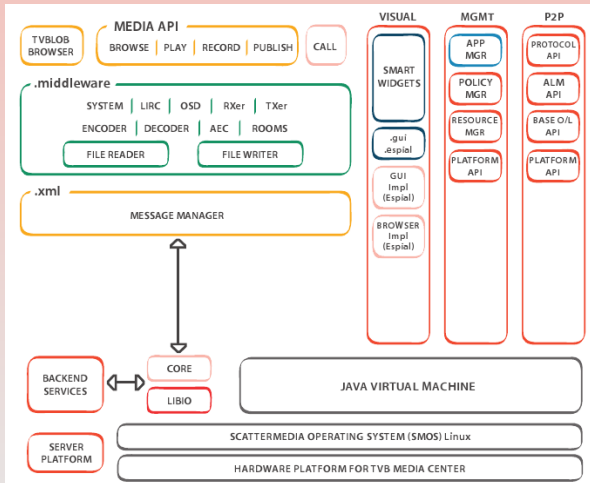 TVBLOB
BROWSER
MEDIA API
BROWSE | PLAY | RECORD | PUBLISH
CALL
.middleware
SYSTEM | LIRC | OSD | RXer | TXer
ENCODER | DECODER | AEC | ROOMS
FILE READER
FILE WRITER
.xml
MESSAGE MANAGER
VISUAL
SMART
WIDGETS
.gui
.espial
GUI
Impl
(Espial)
BROWSER
Impl
(Espial)
MGMT
APP
MGR
POLICY
MGR
RESOURCE
MGR
PLATFORM
API
P2P
PROTOCOL
API
ALM
API
BASE O/L
API
PLATFORM
API
BACKEND
SERVICES
CORE
LIBIO
JAVA VIRTUAL MACHINE
SERVER
PLATFORM
SCATTERMEDIA OPERATING SYSTEM (SMOS) Linux
HARDWARE PLATFORM FOR TVB MEDIA CENTER